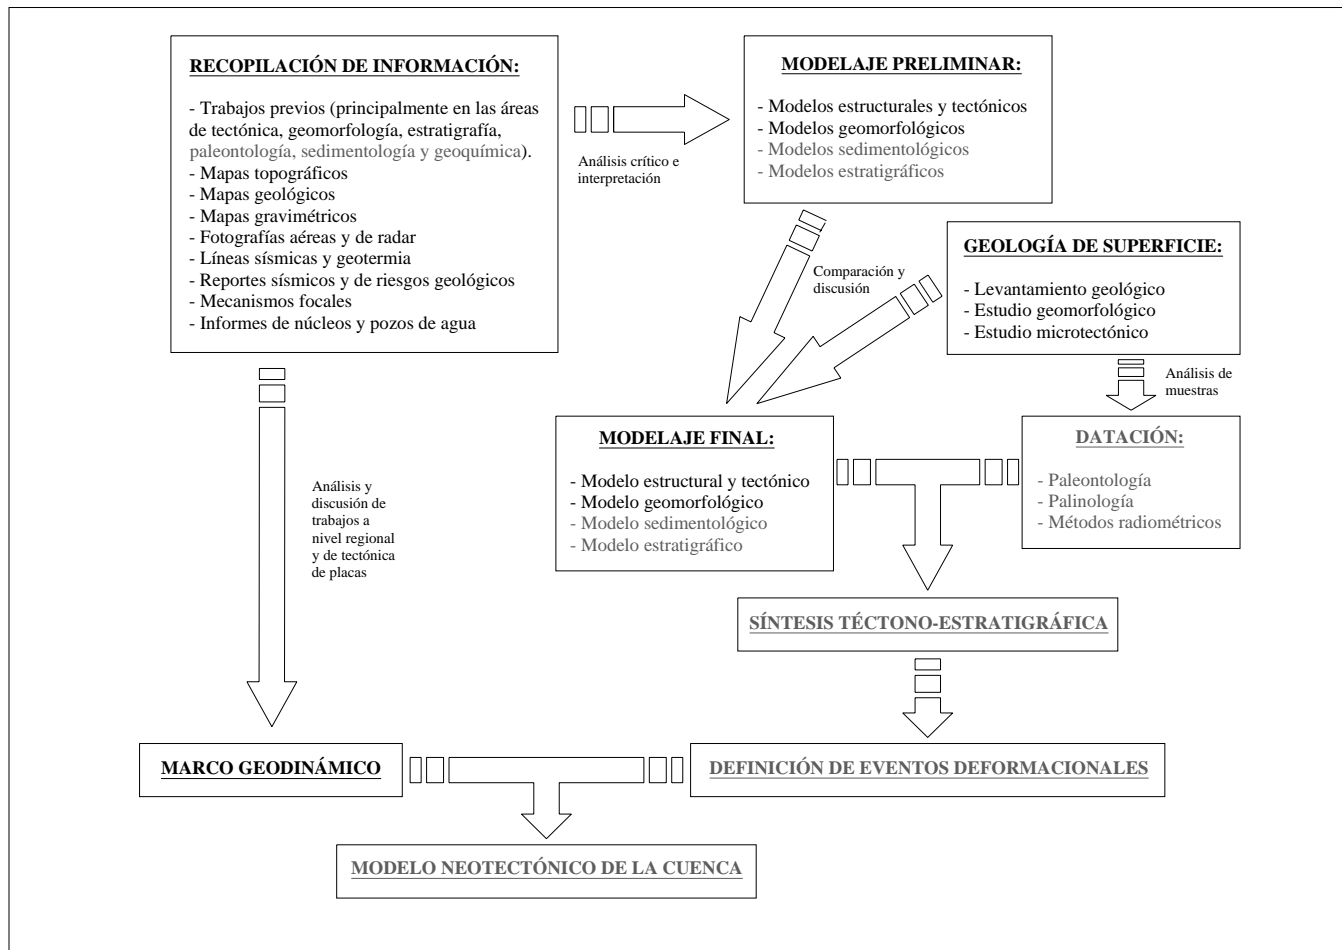 RECOPILACIÓN DE INFORMACIÓN:
- Trabajos previos (principalmente en las áreas
de tectónica, geomorfología, estratigrafía,
paleontología, sedimentología y geoquímica).
- Mapas topográficos
- Mapas geológicos
- Mapas gravimétricos
- Fotografías aéreas y de radar
- Líneas sísmicas y geotermia
- Reportes sísmicos y de riesgos geológicos
- Mecanismos focales
- Informes de núcleos y pozos de agua
Análisis crítico e
interpretación
MODELAJE PRELIMINAR:
- Modelos estructurales y tectónicos
- Modelos geomorfológicos
- Modelos sedimentológicos
- Modelos estratigráficos
Comparación y
discusión
GEOLOGÍA DE SUPERFICIE:
- Levantamiento geológico
- Estudio geomorfológico
- Estudio microtectónico
Análisis de
muestras
MODELAJE FINAL:
- Modelo estructural y tectónico
- Modelo geomorfológico
- Modelo sedimentológico
- Modelo estratigráfico
DATACIÓN:
- Paleontología
- Palinología
- Métodos radiométricos
Análisis y
discusión de
trabajos a
nivel regional
y de tectónica
de placas
SÍNTESIS TÉCTONO-ESTRATIGRÁFICA
MARCO GEODINÁMICO
DEFINICIÓN DE EVENTOS DEFORMACIONALES
MODELO NEOTECTÓNICO DE LA CUENCA